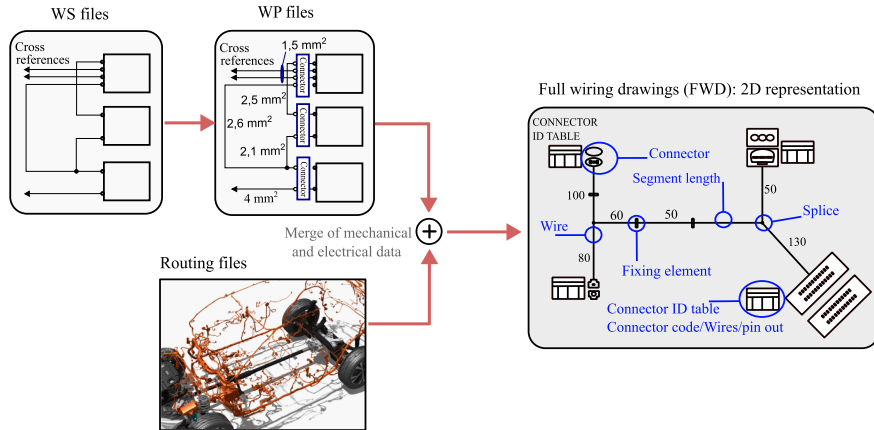 WS files
Cross
references
WP files
Cross
references
1,5 mm²
Connector
2,5 mm²
2,6 mm²
Connector
2,1 mm²
Connector
4 mm²
Merge of mechanical
and electrical data
Routing files
Full wiring drawings (FWD): 2D representation
CONNECTOR
ID TABLE
Connector
Segment length
100
50
60
50
Splice
Wire
130
80
Fixing element
Connector ID table
Connector code/Wires/pin out